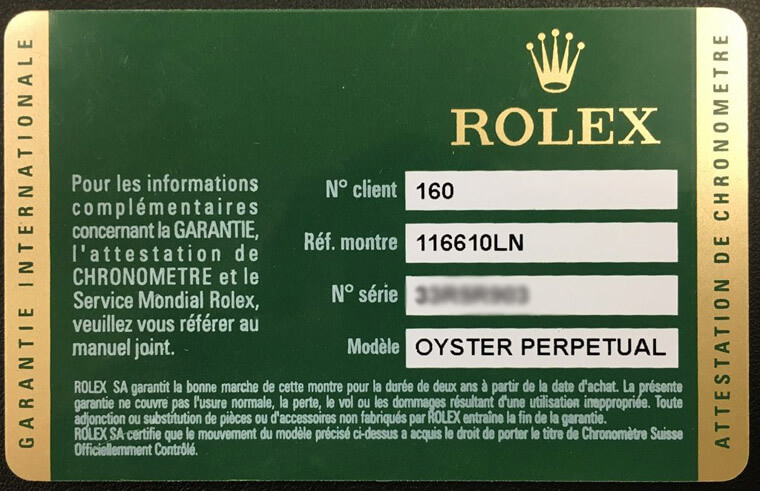 GARANTIE INTERNATIONALE
ROLEX
Pour les informations
complémentaires
concernant la GARANTIE,
l'attestation de
CHRONOMETRE et le
Service Mondial Rolex,
veuillez vous référer au
manuel joint.
N° client 160
Réf. montre 116610LN
N° série
Modèle OYSTER PERPETUAL
ROLEX SA garantit la bonne marche de cette montre pour la durée de deux ans à partir de la date d'achat. La présente
garantie ne couvre pas l'usure normale, la perte, le vol ou les dommages résultant d'une utilisation inappropriée. Toute
adjonction ou substitution de pièces ou d'accessoires non fabriqués par ROLEX entraîne la fin de la garantie.
ROLEX SA certifie que le mouvement du modèle précisé ci-dessus a acquis le droit de porter le titre de Chronomètre Suisse
Officiellement Contrôlé.
ATTESTATION DE CHRONOMETRE